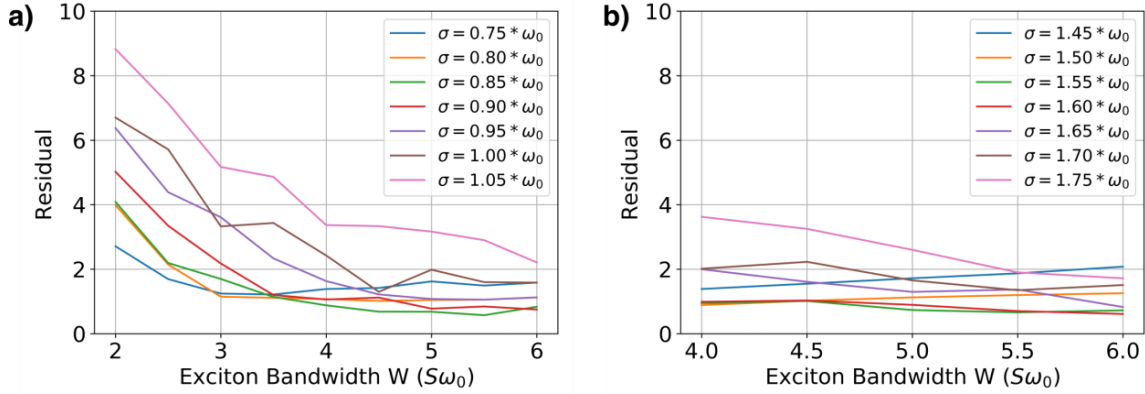 a)
10
8
6
4
2
0
Residual
2
3
4
5
6
Exciton Bandwidth W (Sω₀)
σ = 0.75 * ω₀
σ = 0.80 * ω₀
σ = 0.85 * ω₀
σ = 0.90 * ω₀
σ = 0.95 * ω₀
σ = 1.00 * ω₀
σ = 1.05 * ω₀
b)
10
8
6
4
2
0
Residual
4.0
4.5
5.0
5.5
6.0
Exciton Bandwidth W (Sω₀)
σ = 1.45 * ω₀
σ = 1.50 * ω₀
σ = 1.55 * ω₀
σ = 1.60 * ω₀
σ = 1.65 * ω₀
σ = 1.70 * ω₀
σ = 1.75 * ω₀